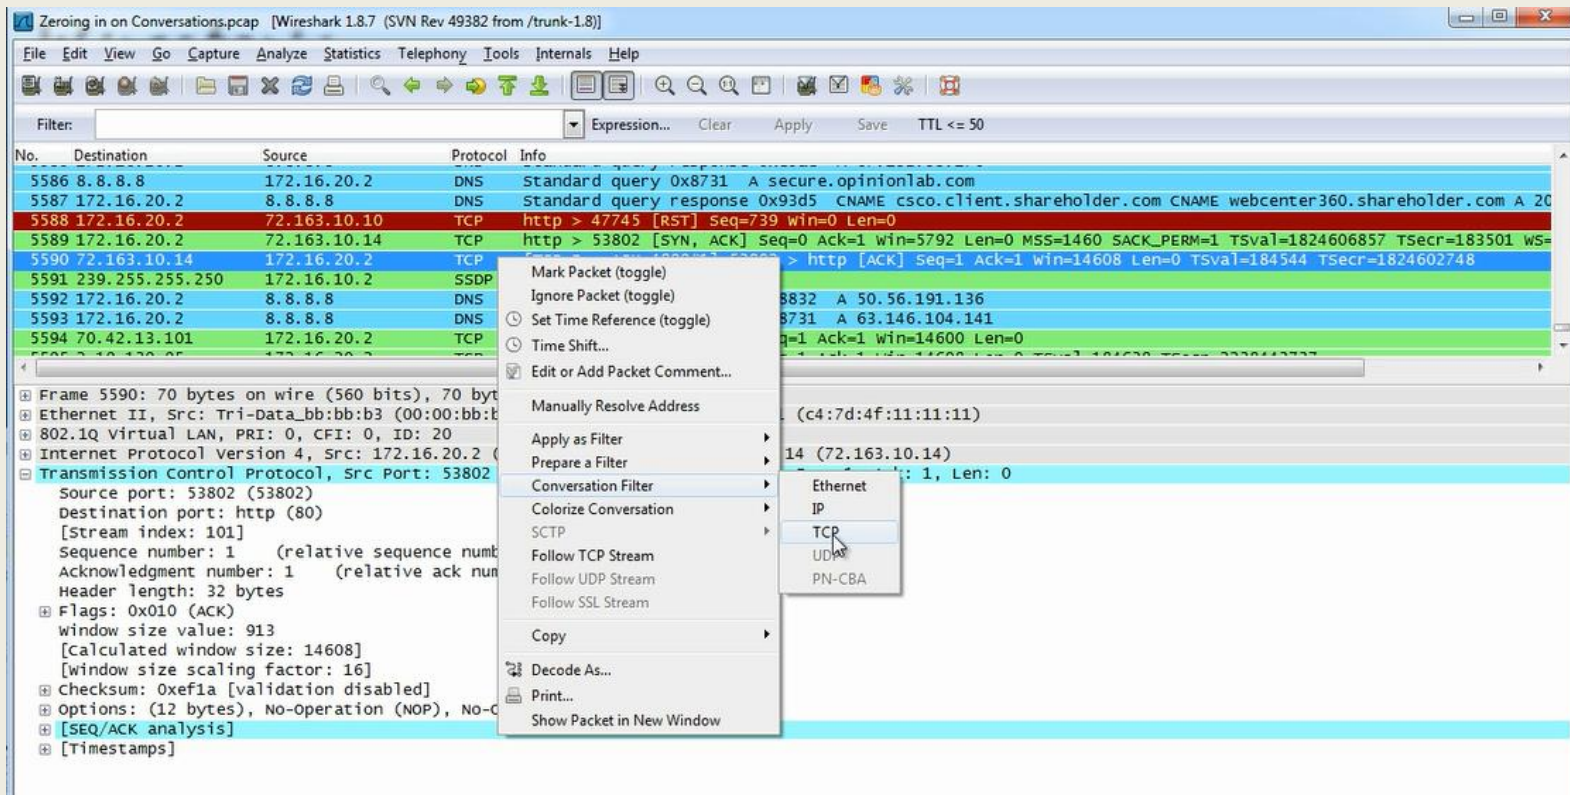 Zeroing in on Conversations.pcap [Wireshark 1.8.7 (SVN Rev 49382 from /trunk-1.8)]
File Edit View Go Capture Analyze Statistics Telephony Tools Internals Help
Filter: Expression... Clear Apply Save TTL <= 50
No. Destination Source Protocol Info
5586 8.8.8.8 172.16.20.2 DNS Standard query 0x8731 A secure.opinionlab.com
5587 172.16.20.2 8.8.8.8 DNS Standard query response 0x93d5 CNAME csco.client.shareholder.com CNAME webcenter360.shareholder.com A 20
5588 172.16.20.2 72.163.10.10 TCP http > 47745 [RST] Seq=739 Win=0 Len=0
5589 172.16.20.2 72.163.10.14 TCP http > 53802 [SYN, ACK] Seq=0 Ack=1 Win=5792 Len=0 MSS=1460 SACK_PERM=1 TSval=1824606857 TSecr=183501 WS=
5590 72.163.10.14 172.16.20.2 TCP > http [ACK] Seq=1 Ack=1 Win=14608 Len=0 TSval=184544 TSecr=1824602748
5591 239.255.255.250 172.16.10.2 SSDP
5592 172.16.20.2 8.8.8.8 DNS 8832 A 50.56.191.136
5593 172.16.20.2 8.8.8.8 DNS 8731 A 63.146.104.141
5594 70.42.13.101 172.16.20.2 TCP q=1 Ack=1 Win=14600 Len=0
Frame 5590: 70 bytes on wire (560 bits), 70 byt
Ethernet II, Src: Tri-Data_bb:bb:b3 (00:00:bb:b (c4:7d:4f:11:11:11)
802.1Q Virtual LAN, PRI: 0, CFI: 0, ID: 20
Internet Protocol Version 4, Src: 172.16.20.2 ( 14 (72.163.10.14)
Transmission Control Protocol, Src Port: 53802 : 1, Len: 0
Source port: 53802 (53802)
Destination port: http (80)
[Stream index: 101]
Sequence number: 1 (relative sequence numb
Acknowledgment number: 1 (relative ack num
Header length: 32 bytes
Flags: 0x010 (ACK)
Window size value: 913
[Calculated window size: 14608]
[Window size scaling factor: 16]
Checksum: 0xef1a [validation disabled]
Options: (12 bytes), No-Operation (NOP), No-O
[SEQ/ACK analysis]
[Timestamps]
Mark Packet (toggle)
Ignore Packet (toggle)
Set Time Reference (toggle)
Time Shift...
Edit or Add Packet Comment...
Manually Resolve Address
Apply as Filter
Prepare a Filter
Conversation Filter
Colorize Conversation
SCTP
Follow TCP Stream
Follow UDP Stream
Follow SSL Stream
Copy
Decode As...
Print...
Show Packet in New Window
Ethernet
IP
TCP
UDP
PN-CBA